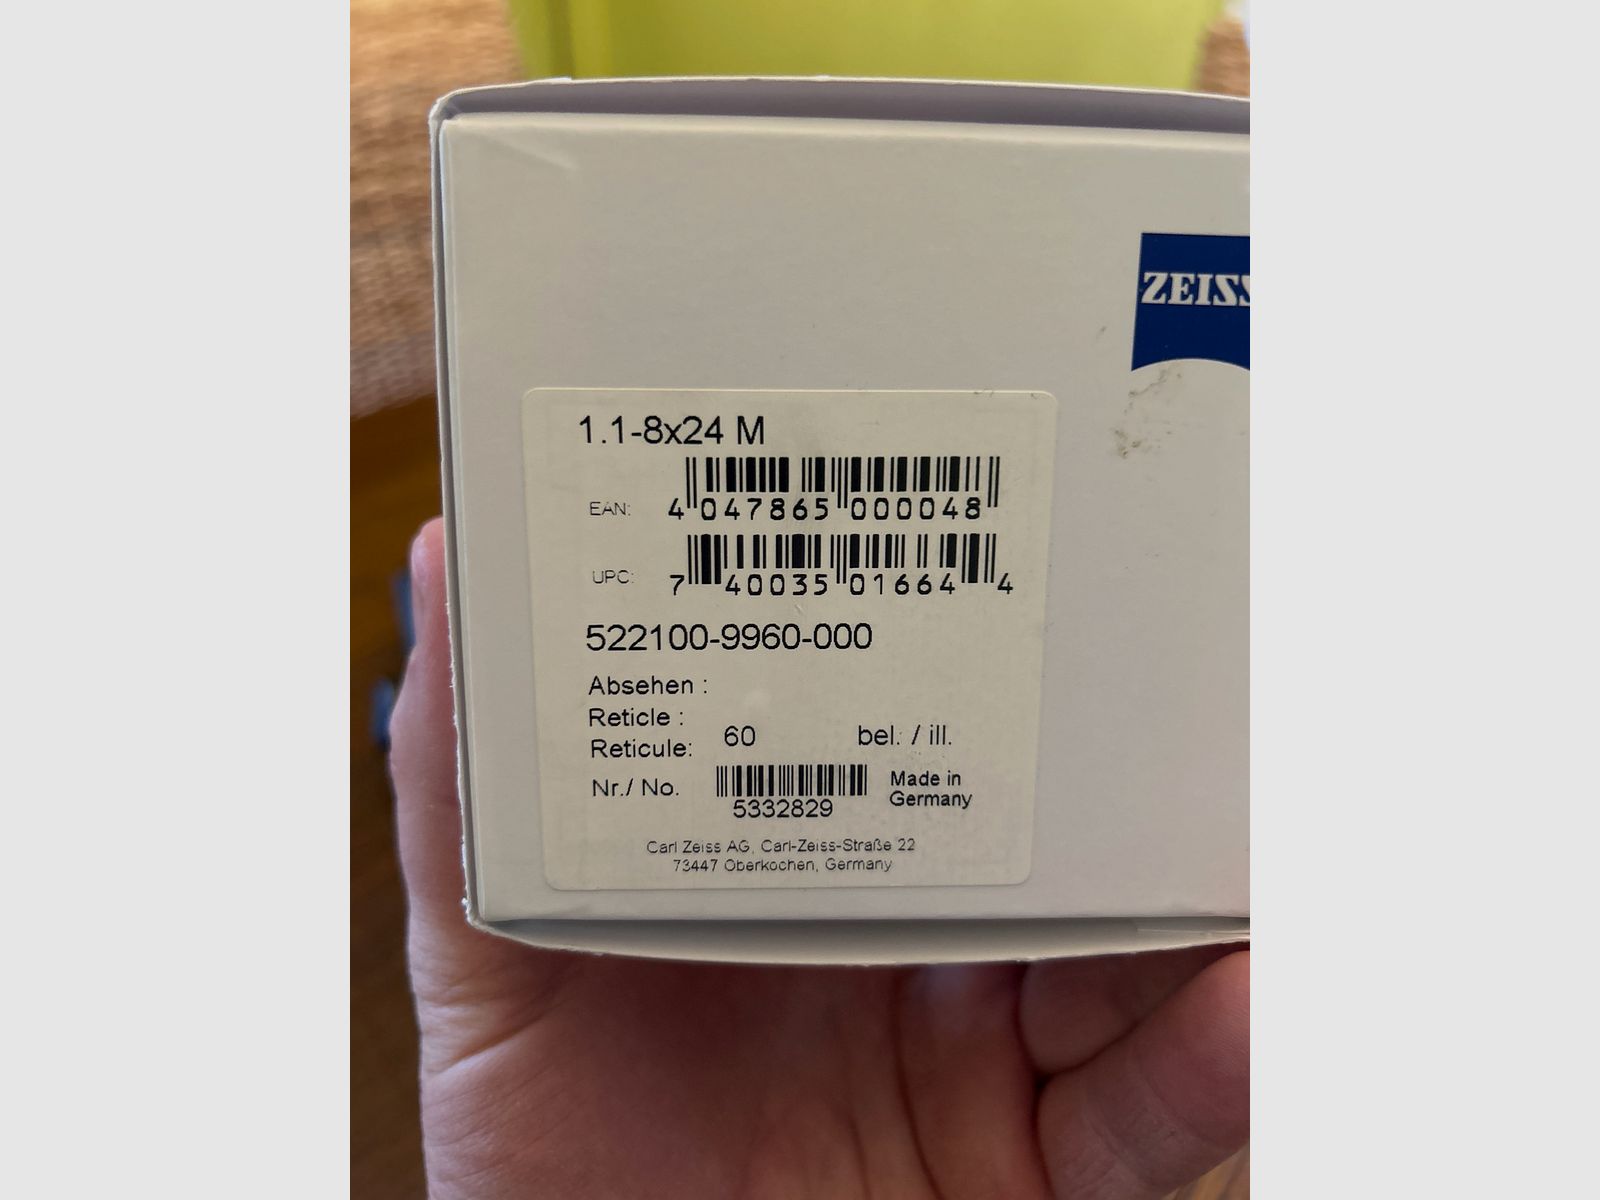 ZEISS
1.1-8x24 M
EAN: 4 047865 000048
UPC: 7 40035 01664 4
522100-9960-000
Absehen :
Reticle :
Reticule: 60 bel. / ill.
Nr./ No. 5332829 Made in
Germany
Carl Zeiss AG, Carl-Zeiss-Straße 22
73447 Oberkochen, Germany